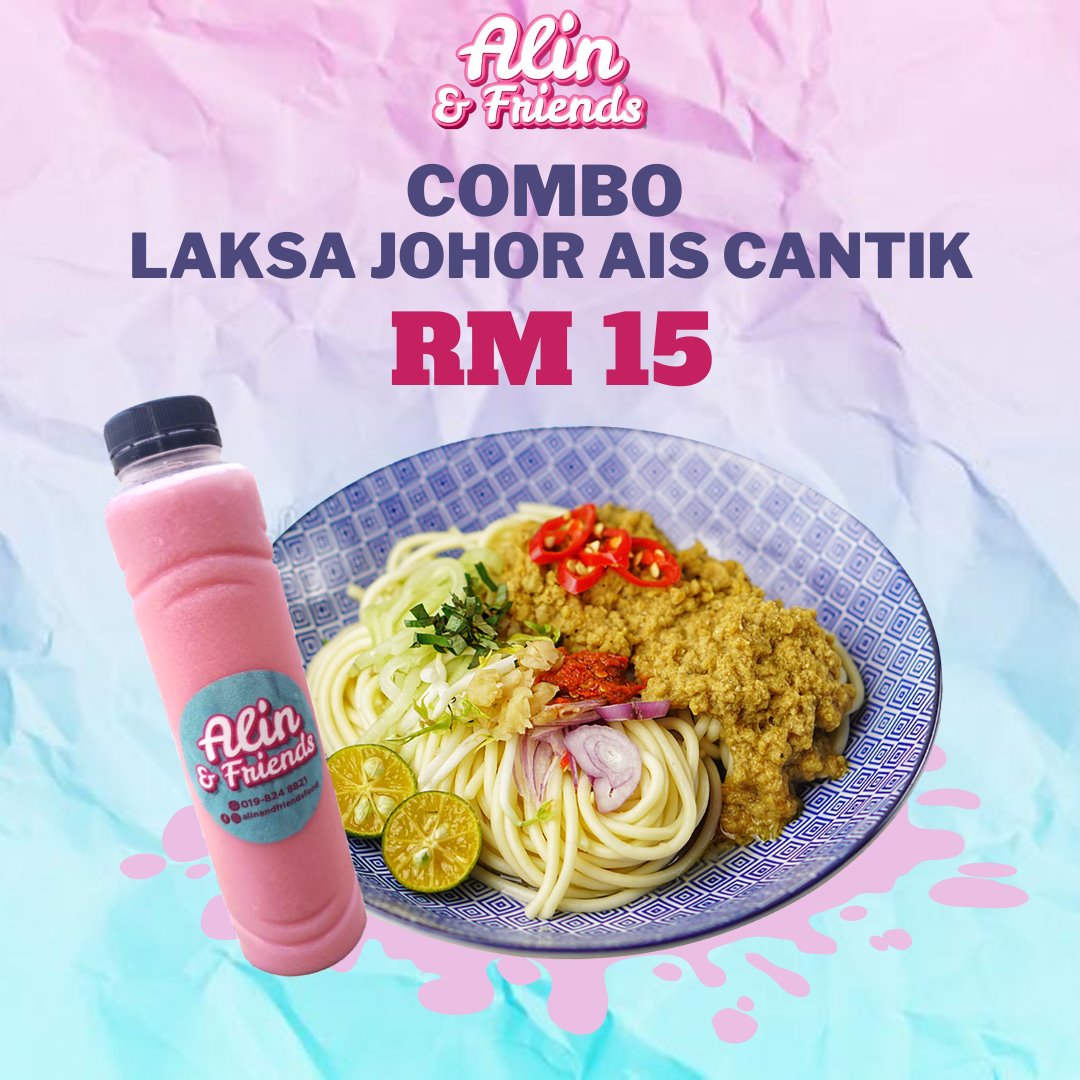 Alin
& Friends
COMBO
LAKSA JOHOR AIS CANTIK
RM 15
Alin
& Friends
019-824 8821
alinandfriendsfood